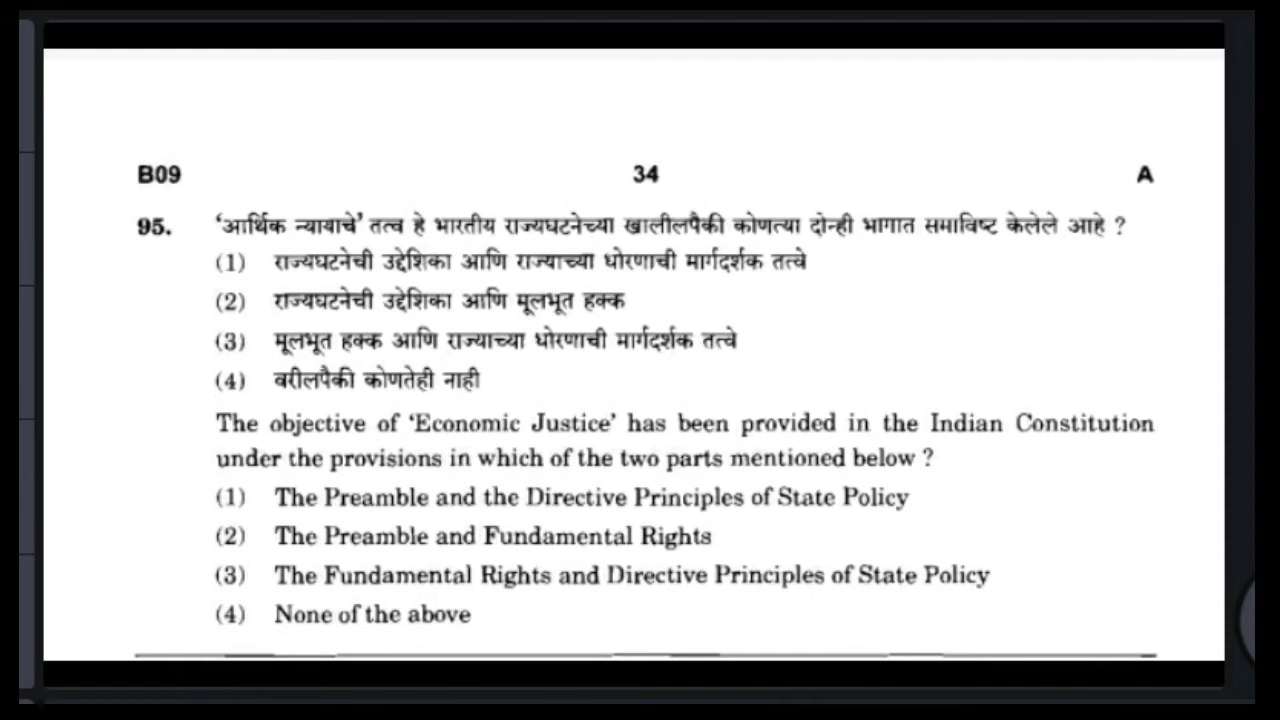 B09 34 A
95. ‘आर्थिक न्यायाचे’ तत्व हे भारतीय राज्यघटनेच्या खालीलपैकी कोणत्या दोन्ही भागात समाविष्ट केलेले आहे ?
(1) राज्यघटनेची उद्देशिका आणि राज्याच्या धोरणाची मार्गदर्शक तत्वे
(2) राज्यघटनेची उद्देशिका आणि मूलभूत हक्क
(3) मूलभूत हक्क आणि राज्याच्या धोरणाची मार्गदर्शक तत्वे
(4) वरीलपैकी कोणतेही नाही
The objective of ‘Economic Justice’ has been provided in the Indian Constitution
under the provisions in which of the two parts mentioned below ?
(1) The Preamble and the Directive Principles of State Policy
(2) The Preamble and Fundamental Rights
(3) The Fundamental Rights and Directive Principles of State Policy
(4) None of the above